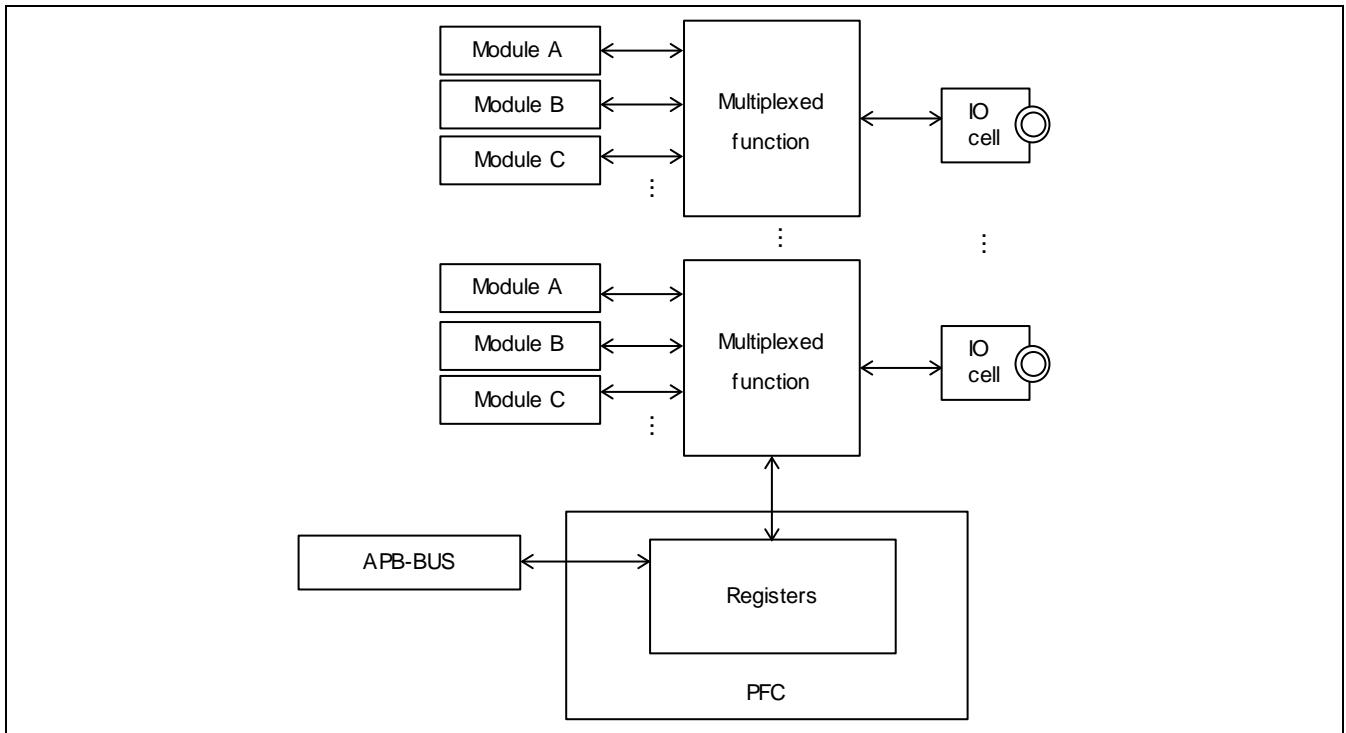 Module A
Module B
Module C
⋮
Multiplexed
function
IO
cell
⋮
⋮
Module A
Module B
Module C
⋮
Multiplexed
function
IO
cell
APB-BUS
Registers
PFC